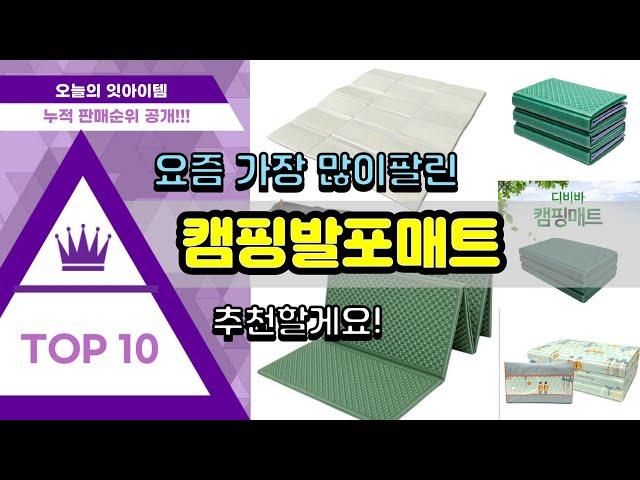 오늘의 잇아이템
누적 판매순위 공개!!!
TOP 10
요즘 가장 많이팔린
캠핑발포매트
추천할게요!
디비바
캠핑매트